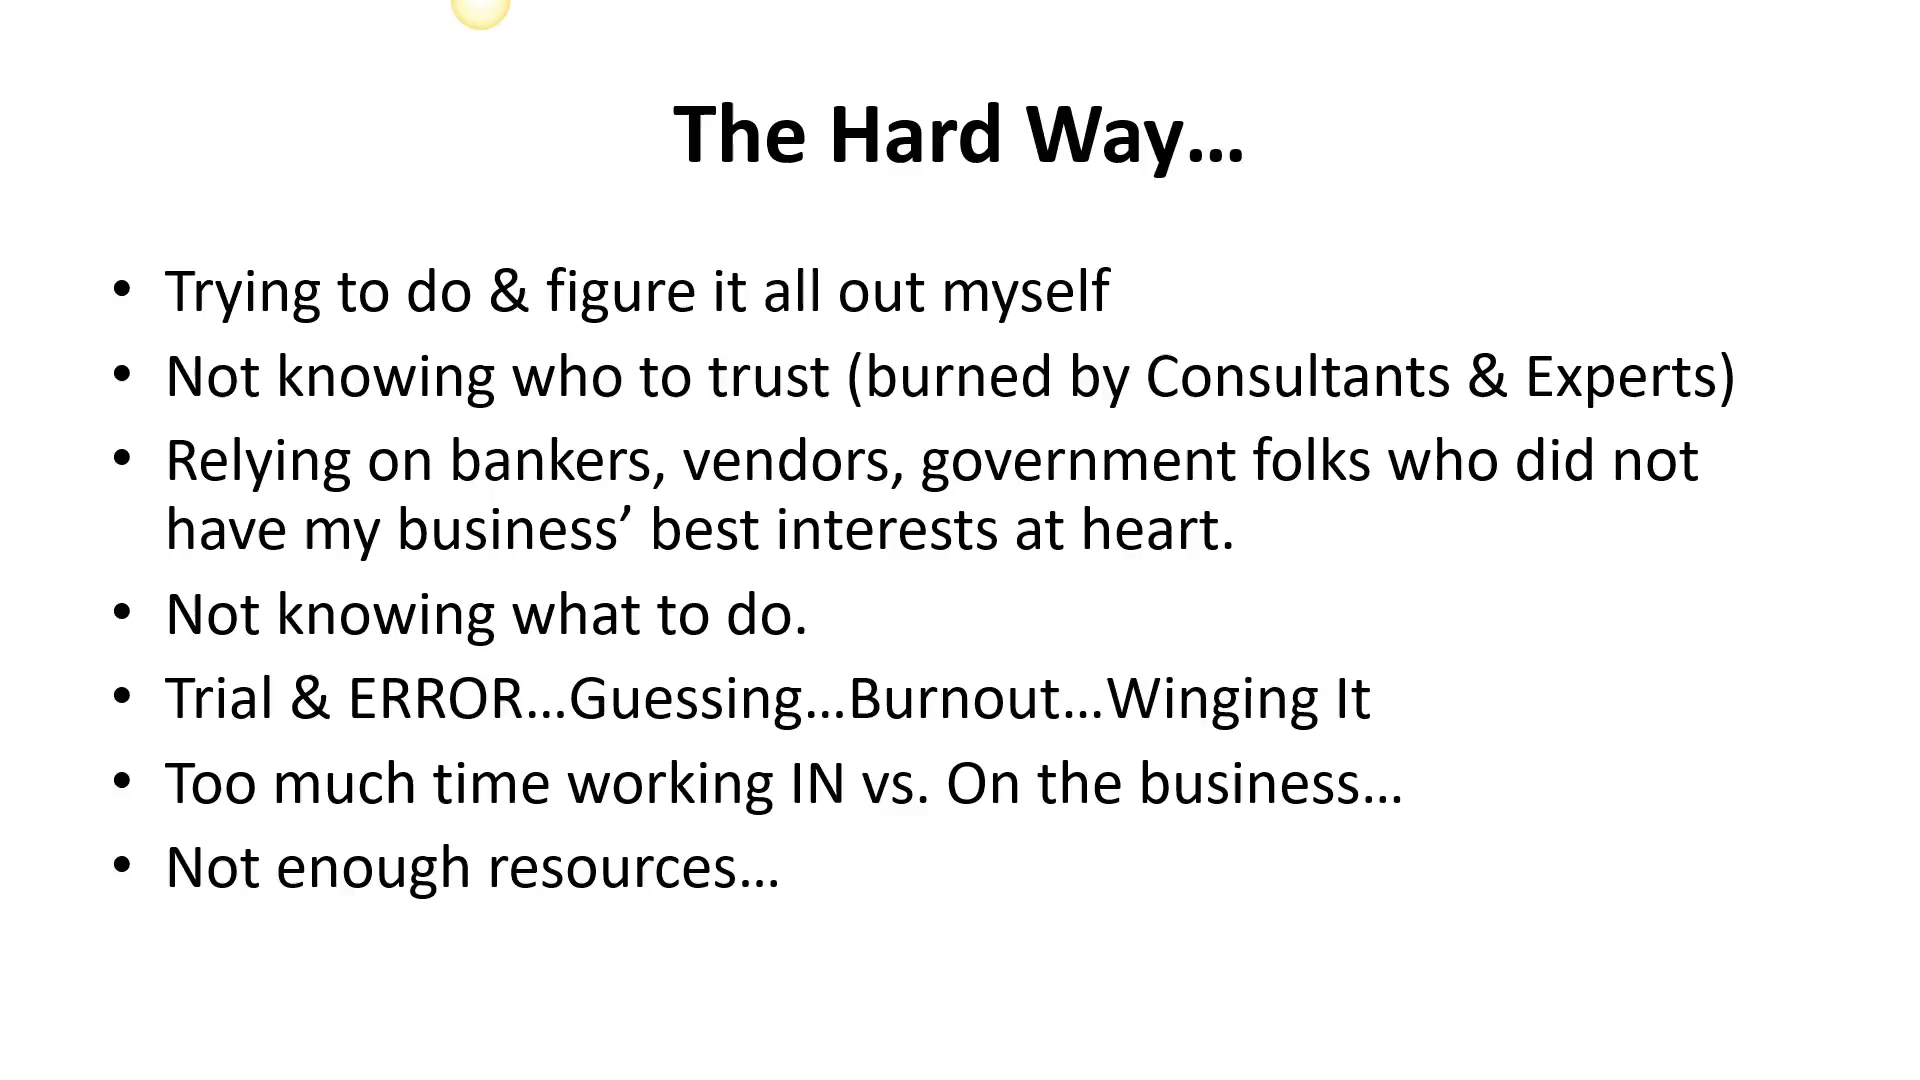 The Hard Way...
• Trying to do & figure it all out myself
• Not knowing who to trust (burned by Consultants & Experts)
• Relying on bankers, vendors, government folks who did not
have my business’ best interests at heart.
• Not knowing what to do.
• Trial & ERROR...Guessing...Burnout...Winging It
• Too much time working IN vs. On the business...
• Not enough resources...